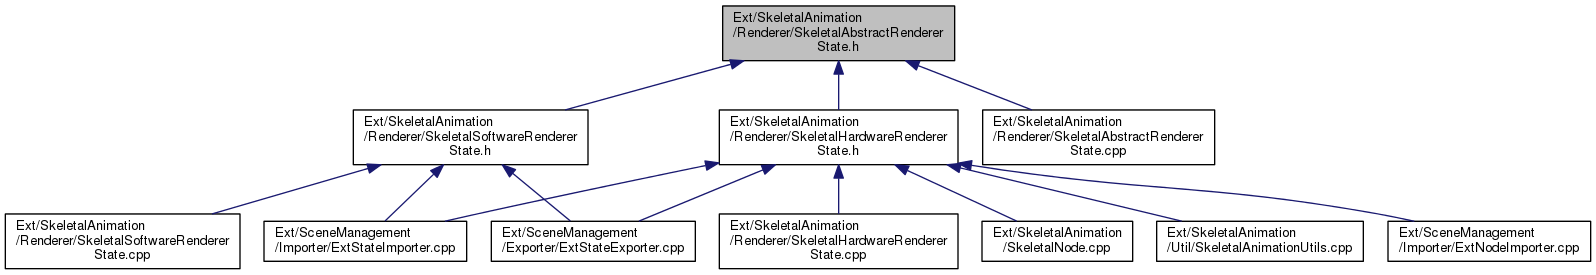 Ext/SkeletalAnimation
/Renderer/SkeletalAbstractRenderer
State.h
Ext/SkeletalAnimation
/Renderer/SkeletalSoftwareRenderer
State.h
Ext/SkeletalAnimation
/Renderer/SkeletalHardwareRenderer
State.h
Ext/SkeletalAnimation
/Renderer/SkeletalAbstractRenderer
State.cpp
Ext/SkeletalAnimation
/Renderer/SkeletalSoftwareRenderer
State.cpp
Ext/SceneManagement
/Importer/ExtStateImporter.cpp
Ext/SceneManagement
/Exporter/ExtStateExporter.cpp
Ext/SkeletalAnimation
/Renderer/SkeletalHardwareRenderer
State.cpp
Ext/SkeletalAnimation
/SkeletalNode.cpp
Ext/SkeletalAnimation
/Util/SkeletalAnimationUtils.cpp
Ext/SceneManagement
/Importer/ExtNodeImporter.cpp